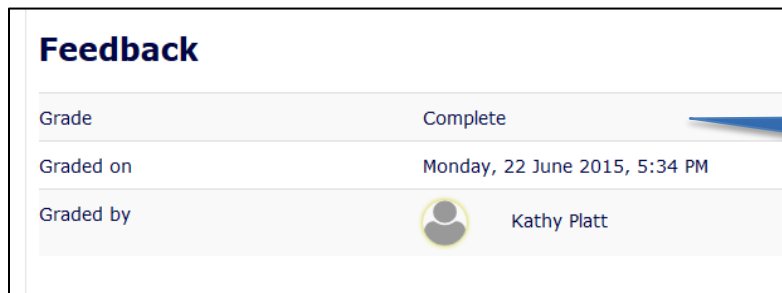 Feedback
Grade Complete
Graded on Monday, 22 June 2015, 5:34 PM
Graded by Kathy Platt